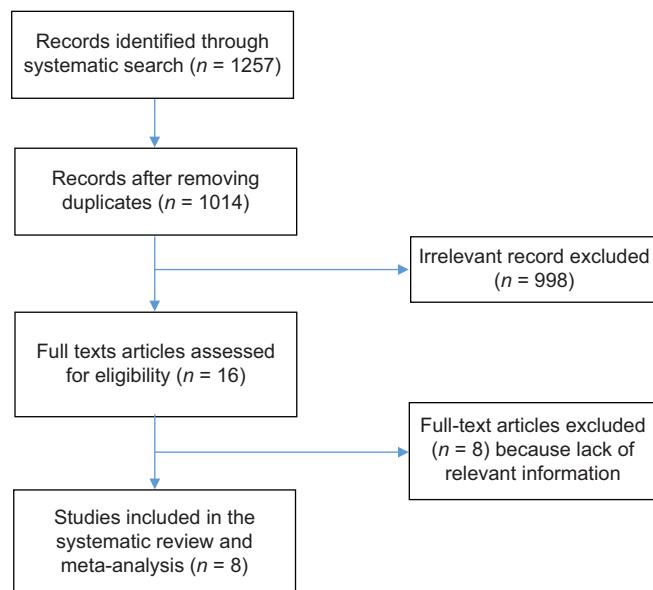 Records identified through
systematic search (n = 1257)
Records after removing
duplicates (n = 1014)
Irrelevant record excluded
(n = 998)
Full texts articles assessed
for eligibility (n = 16)
Full-text articles excluded
(n = 8) because lack of
relevant information
Studies included in the
systematic review and
meta-analysis (n = 8)